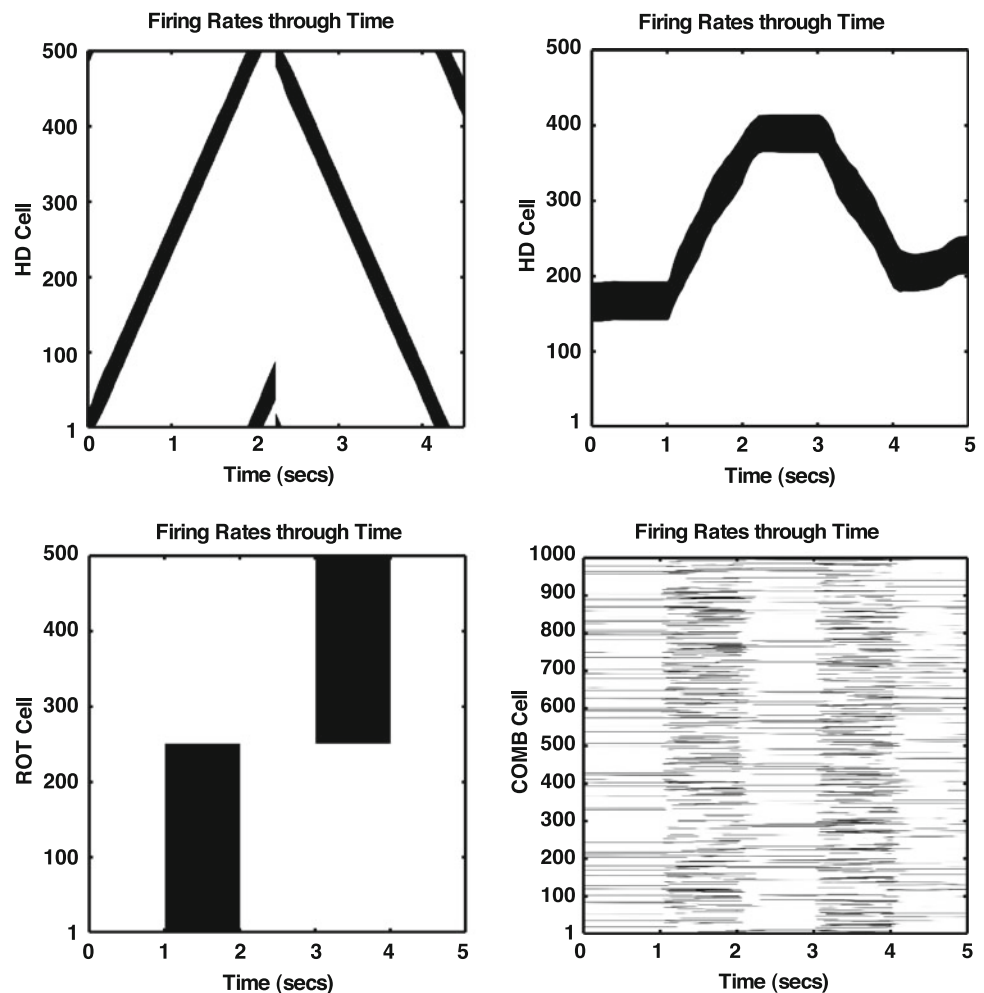 Firing Rates through Time
500
400
300
200
100
1
HD Cell
0 1 2 3 4
Time (secs)
Firing Rates through Time
500
400
300
200
100
1
HD Cell
0 1 2 3 4 5
Time (secs)
Firing Rates through Time
500
400
300
200
100
1
ROT Cell
0 1 2 3 4 5
Time (secs)
Firing Rates through Time
1000
900
800
700
600
500
400
300
200
100
1
COMB Cell
0 1 2 3 4 5
Time (secs)